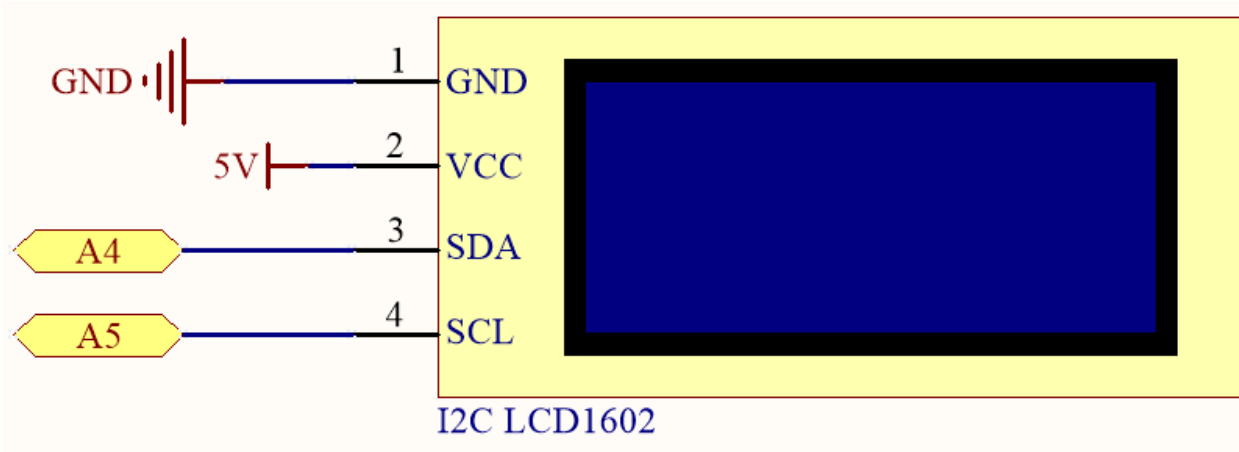 GND 1 GND
5V 2 VCC
A4 3 SDA
A5 4 SCL
I2C LCD1602